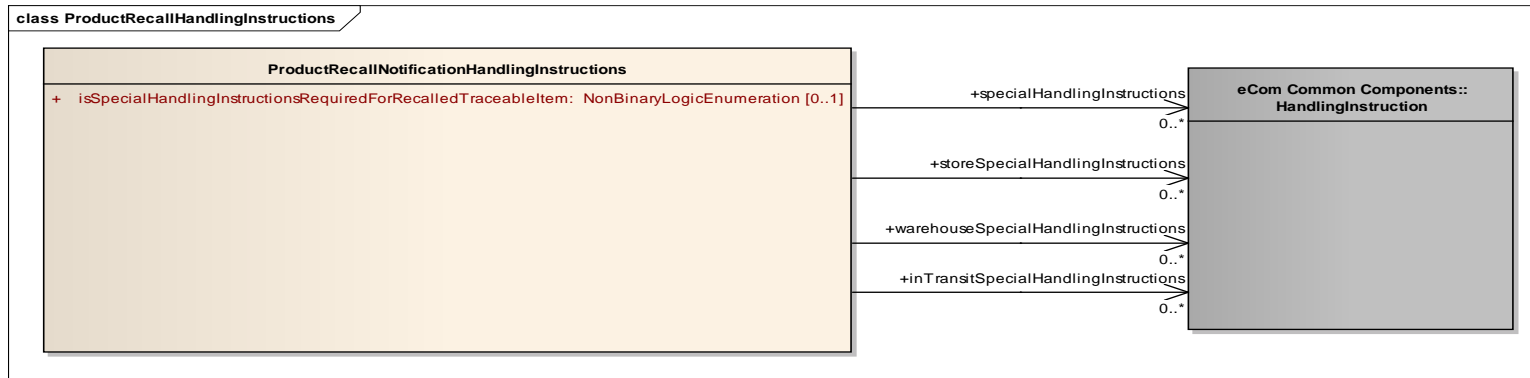 class ProductRecallHandlingInstructions
ProductRecallNotificationHandlingInstructions
+ isSpecialHandlingInstructionsRequiredForRecalledTraceableItem: NonBinaryLogicEnumeration [0..1]
+specialHandlingInstructions
0..*
+storeSpecialHandlingInstructions
0..*
+warehouseSpecialHandlingInstructions
0..*
+inTransitSpecialHandlingInstructions
0..*
eCom Common Components::
HandlingInstruction